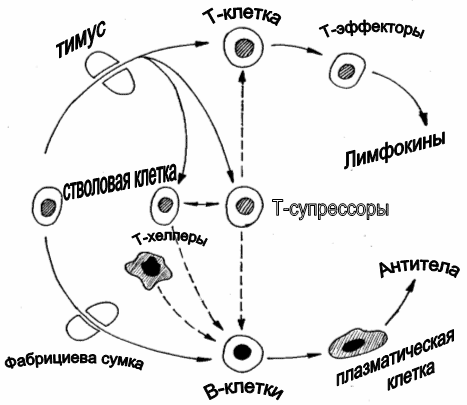 Т-клетка
Т-эффекторы
тимус
Лимфокины
стволовая клетка
Т-супрессоры
Т-хелперы
Антитела
Фабрициева сумка
В-клетки
плазматическая
клетка